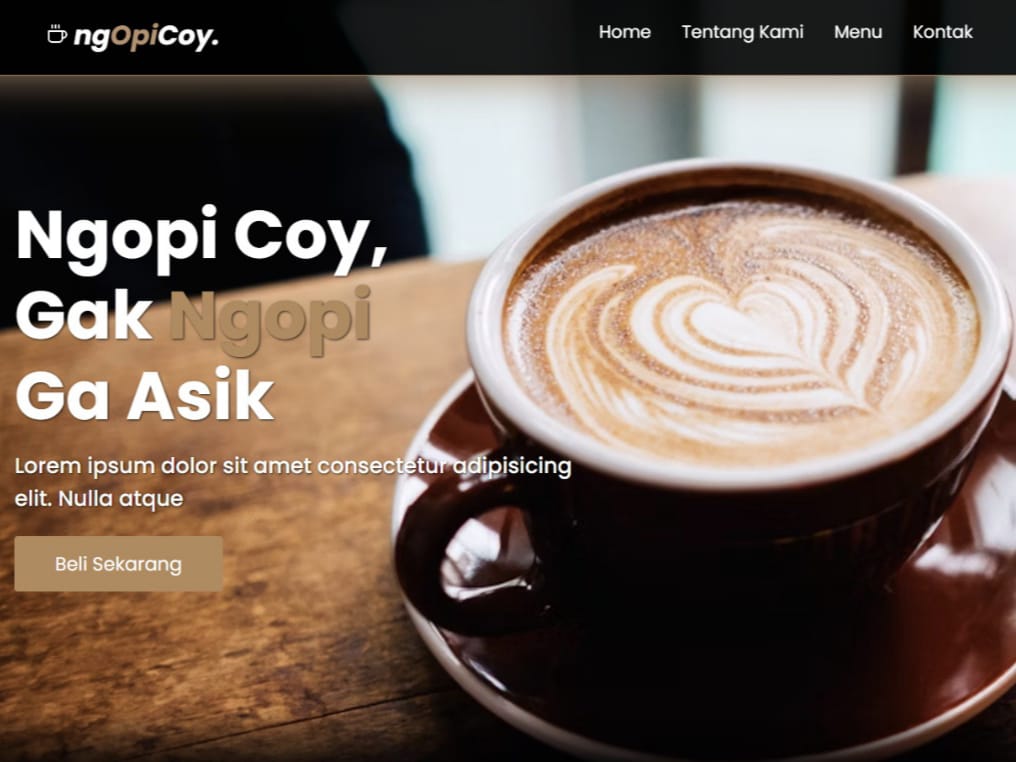 ngOpiCoy.
Home Tentang Kami Menu Kontak
Ngopi Coy,
Gak Ngopi
Ga Asik
Lorem ipsum dolor sit amet consectetur adipisicing
elit. Nulla atque
Beli Sekarang